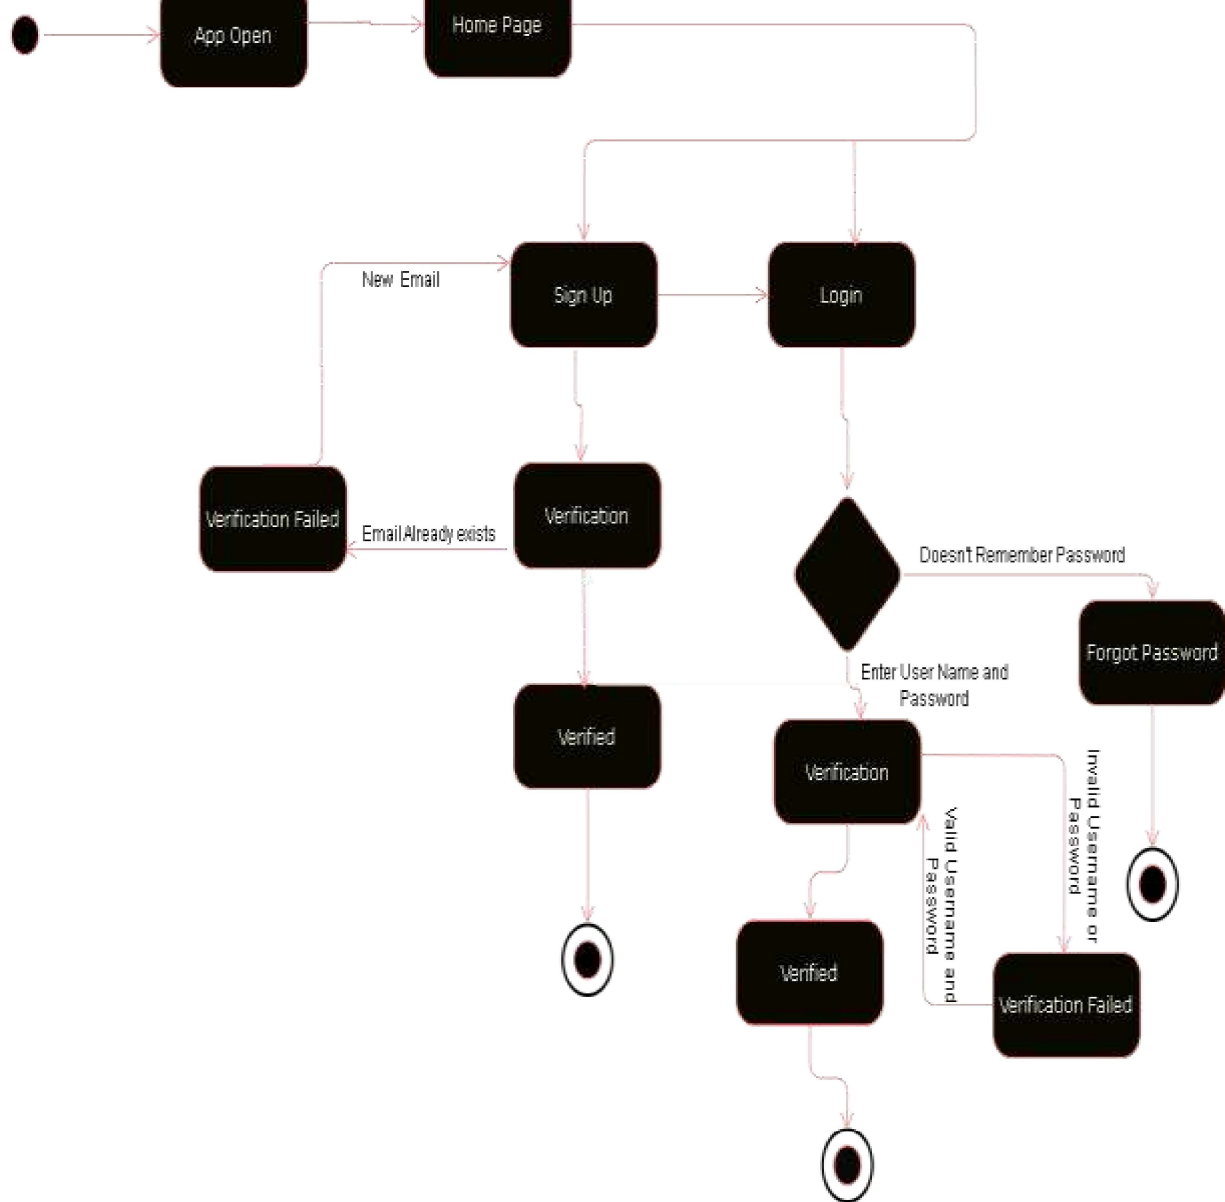 App Open
Home Page
New Email
Sign Up
Login
Verification Failed
Email Already exists
Verification
Doesn't Remember Password
Forgot Password
Enter User Name and
Password
Verified
Verification
Invalid Username or
Password
Valid Username and
Password
Verified
Verification Failed